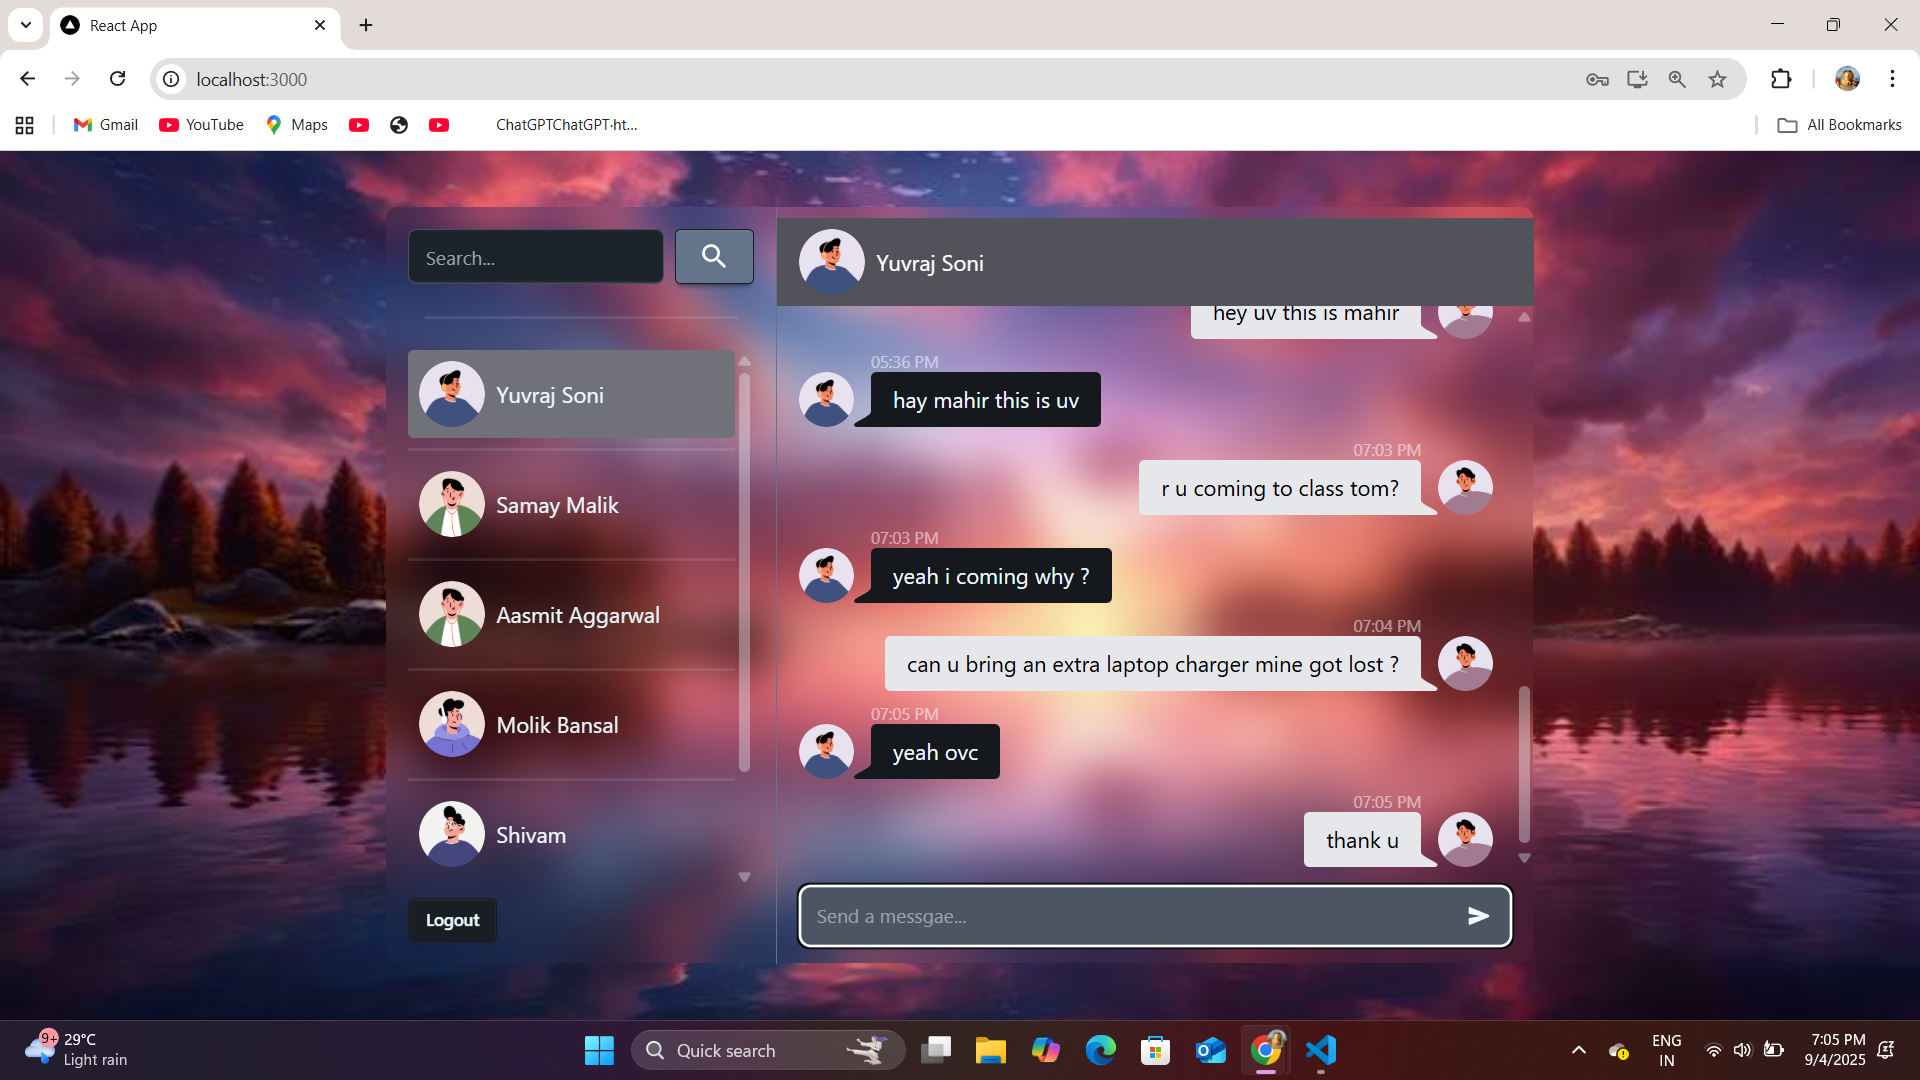 React App
localhost:3000
Gmail
YouTube
Maps
ChatGPTChatGPT·ht...
All Bookmarks
Search...
Yuvraj Soni
Samay Malik
Aasmit Aggarwal
Molik Bansal
Shivam
Logout
Yuvraj Soni
hey uv this is mahir
05:36 PM
hay mahir this is uv
07:03 PM
r u coming to class tom?
07:03 PM
yeah i coming why ?
07:04 PM
can u bring an extra laptop charger mine got lost ?
07:05 PM
yeah ovc
07:05 PM
thank u
Send a messgae...
9+
29°C
Light rain
Quick search
ENG
IN
7:05 PM
9/4/2025